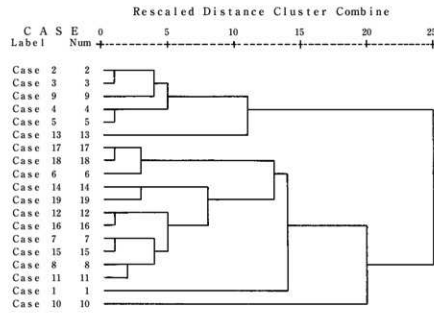 Rescaled Distance Cluster Combine
C A S E
Label Num 0 5 10 15 20 25
Case 2 2
Case 3 3
Case 9 9
Case 4 4
Case 5 5
Case 13 13
Case 17 17
Case 18 18
Case 6 6
Case 14 14
Case 19 19
Case 12 12
Case 16 16
Case 7 7
Case 15 15
Case 8 8
Case 11 11
Case 1 1
Case 10 10